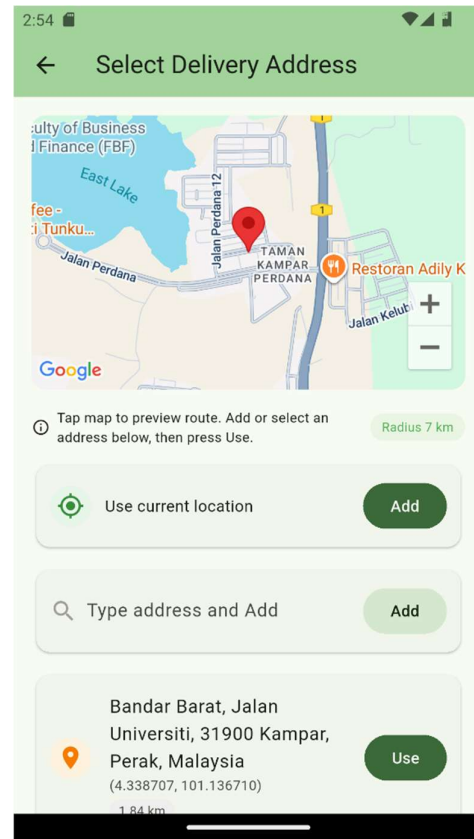 2:54
Select Delivery Address
ulty of Business
Finance (FBF)
East Lake
fee -
ti Tunku...
Jalan Perdana
Jalan Perdana 12
1
1
TAMAN
KAMPAR
PERDANA
Restoran Adily K
Jalan Kelubi
+
−
Google
Tap map to preview route. Add or select an
address below, then press Use.
Radius 7 km
Use current location
Add
Type address and Add
Add
Bandar Barat, Jalan
Universiti, 31900 Kampar,
Perak, Malaysia
(4.338707, 101.136710)
1.84 km
Use